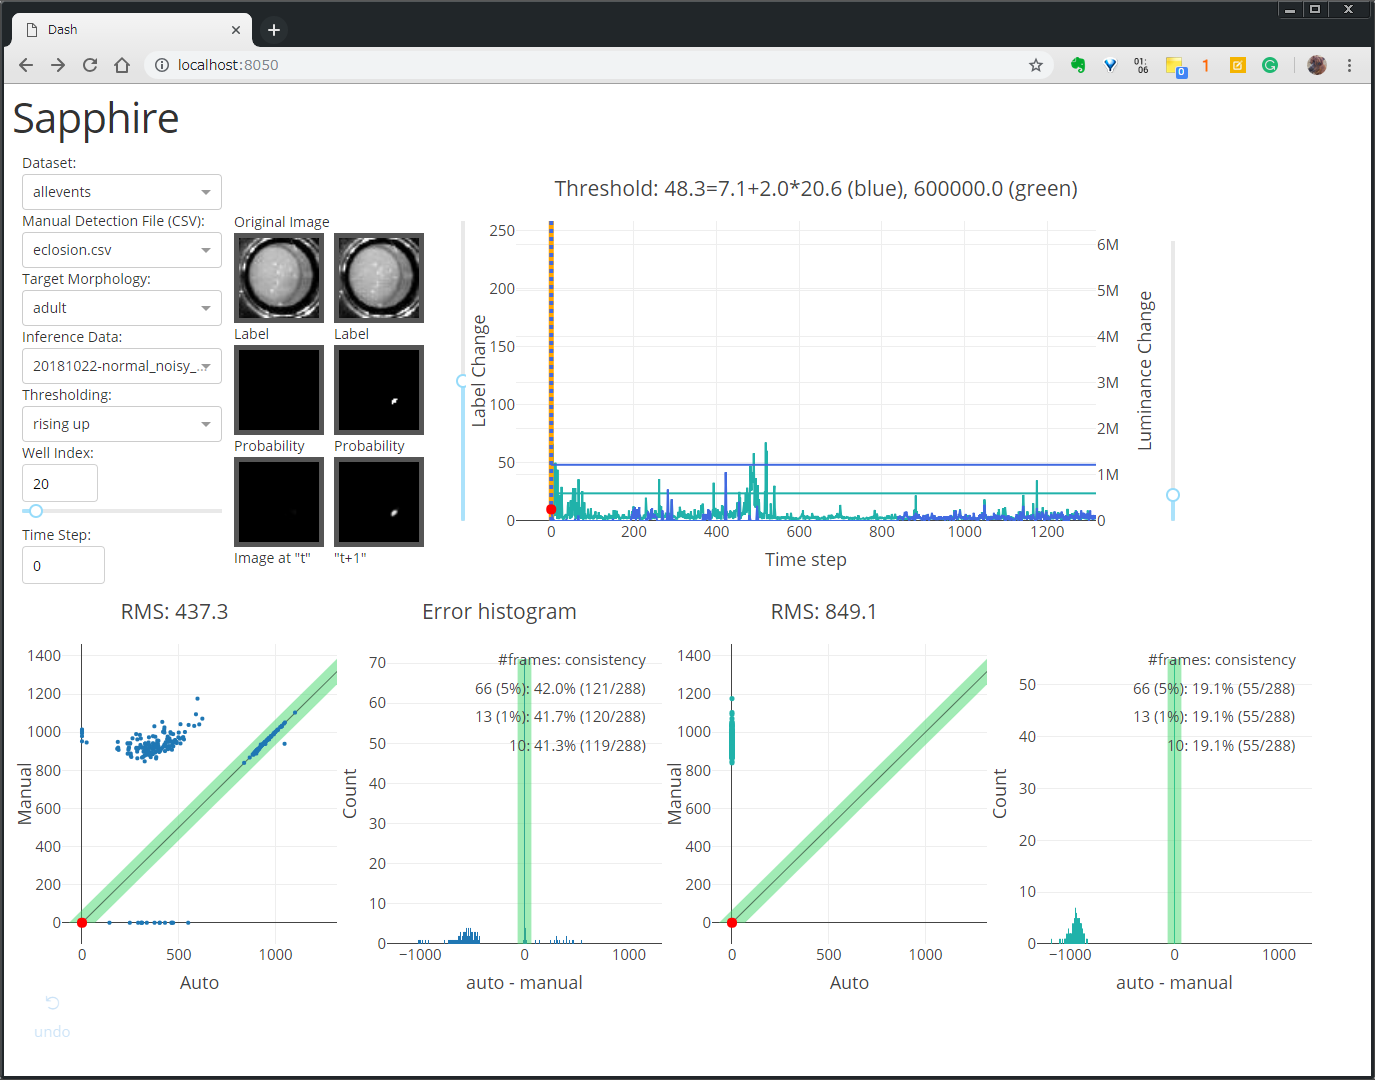 Dash
localhost:8050
01:
06
0
1
Sapphire
Dataset:
allevents
Manual Detection File (CSV):
eclosion.csv
Target Morphology:
adult
Inference Data:
20181022-normal_noisy_...
Thresholding:
rising up
Well Index:
20
Time Step:
0
Original Image
Label Label
Probability Probability
Image at "t" "t+1"
Threshold: 48.3=7.1+2.0*20.6 (blue), 600000.0 (green)
Label Change
250
200
150
100
50
0
6M
5M
4M
3M
2M
1M
0
Luminance Change
0 200 400 600 800 1000 1200
Time step
RMS: 437.3
Manual
1400
1200
1000
800
600
400
200
0
0 500 1000
Auto
Error histogram
Count
70
60
50
40
30
20
10
0
#frames: consistency
66 (5%): 42.0% (121/288)
13 (1%): 41.7% (120/288)
10: 41.3% (119/288)
−1000 0 1000
auto - manual
RMS: 849.1
Manual
1400
1200
1000
800
600
400
200
0
0 500 1000
Auto
Count
50
40
30
20
10
0
#frames: consistency
66 (5%): 19.1% (55/288)
13 (1%): 19.1% (55/288)
10: 19.1% (55/288)
−1000 0 1000
auto - manual
undo